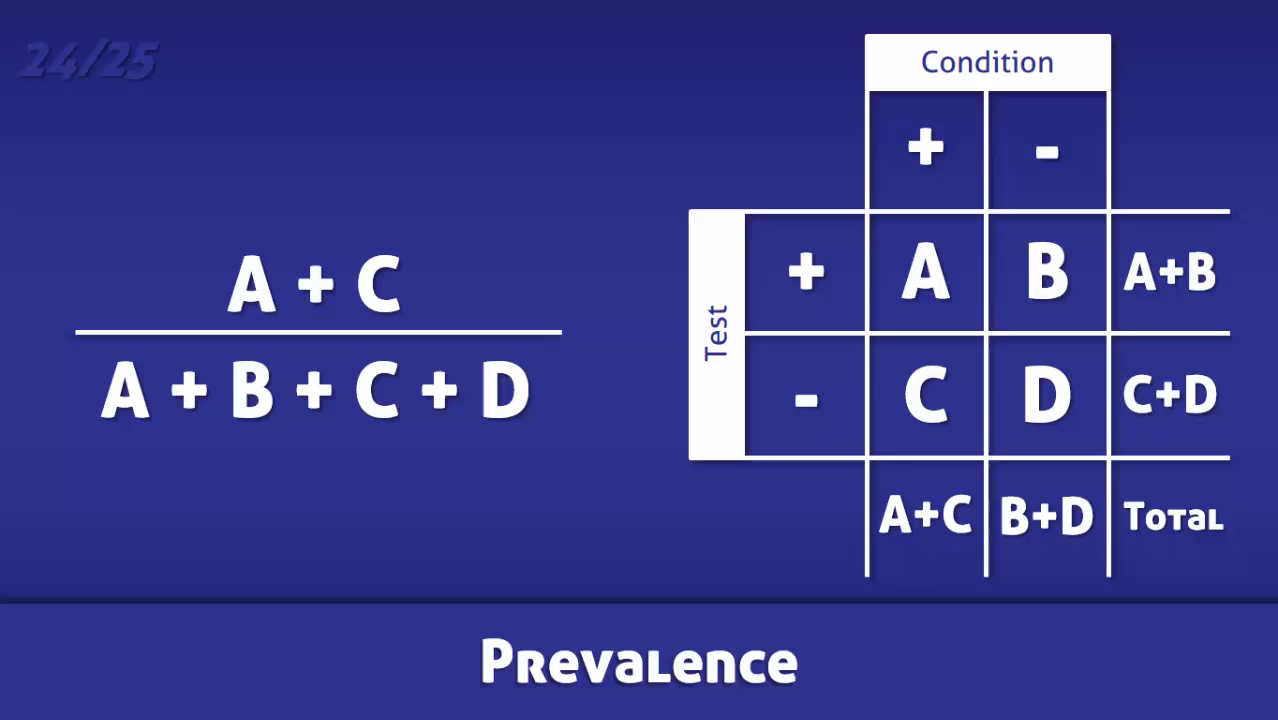 24/25
Condition
+ -
A + C
A + B + C + D
Test
+ A B A+B
- C D C+D
A+C B+D Total
Prevalence